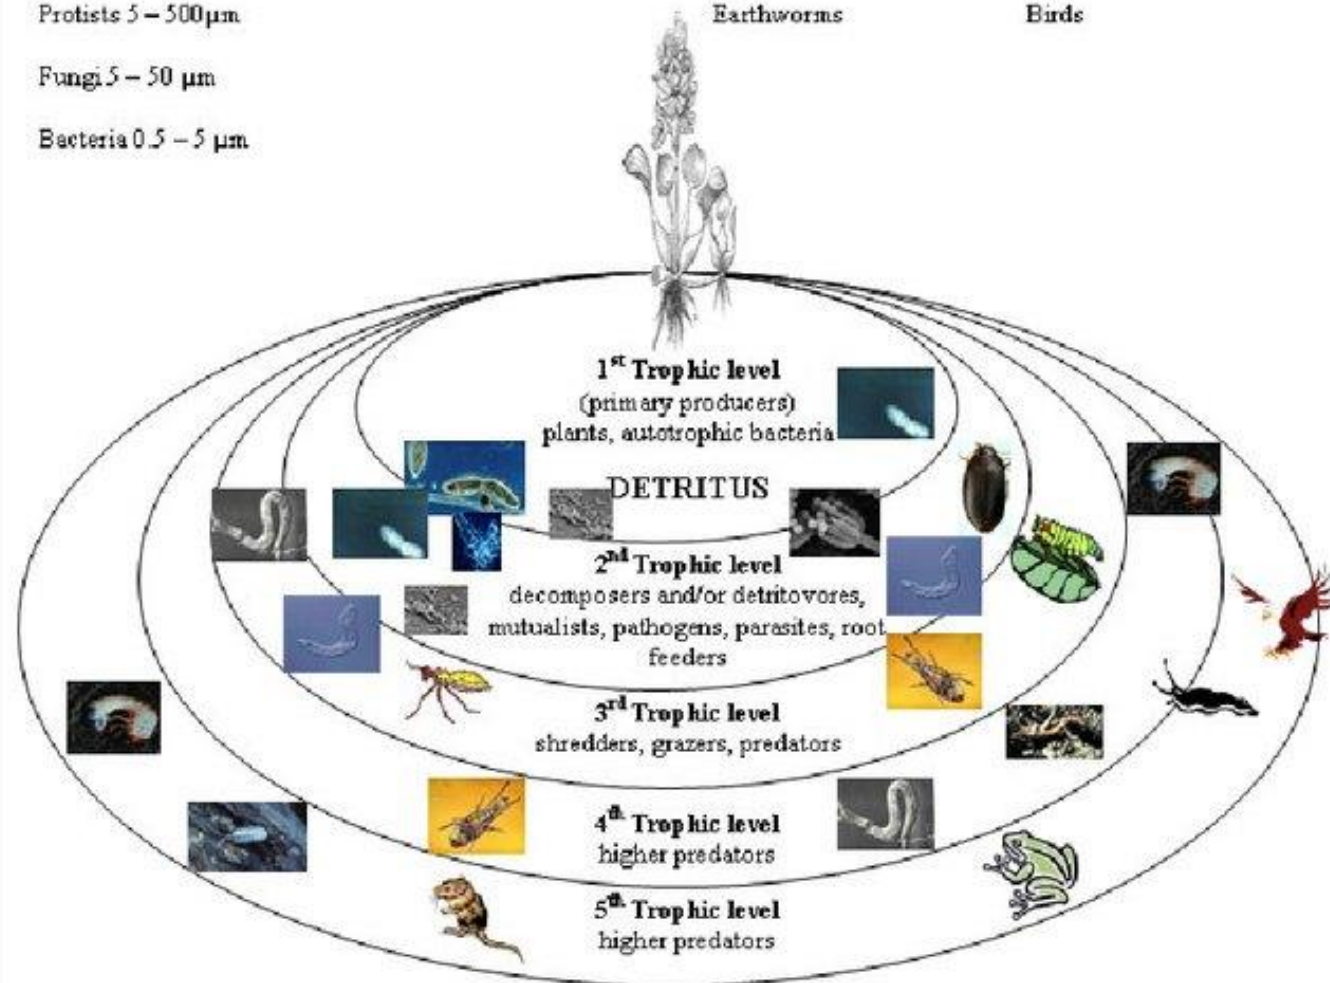 Protists 5 – 500 μm
Earthworms
Birds
Fungi 5 – 50 μm
Bacteria 0.5 – 5 μm
1st Trophic level
(primary producers)
plants, autotrophic bacteria
DETRITUS
2nd Trophic level
decomposers and/or detritovores,
mutualists, pathogens, parasites, root
feeders
3rd Trophic level
shredders, grazers, predators
4th Trophic level
higher predators
5th Trophic level
higher predators